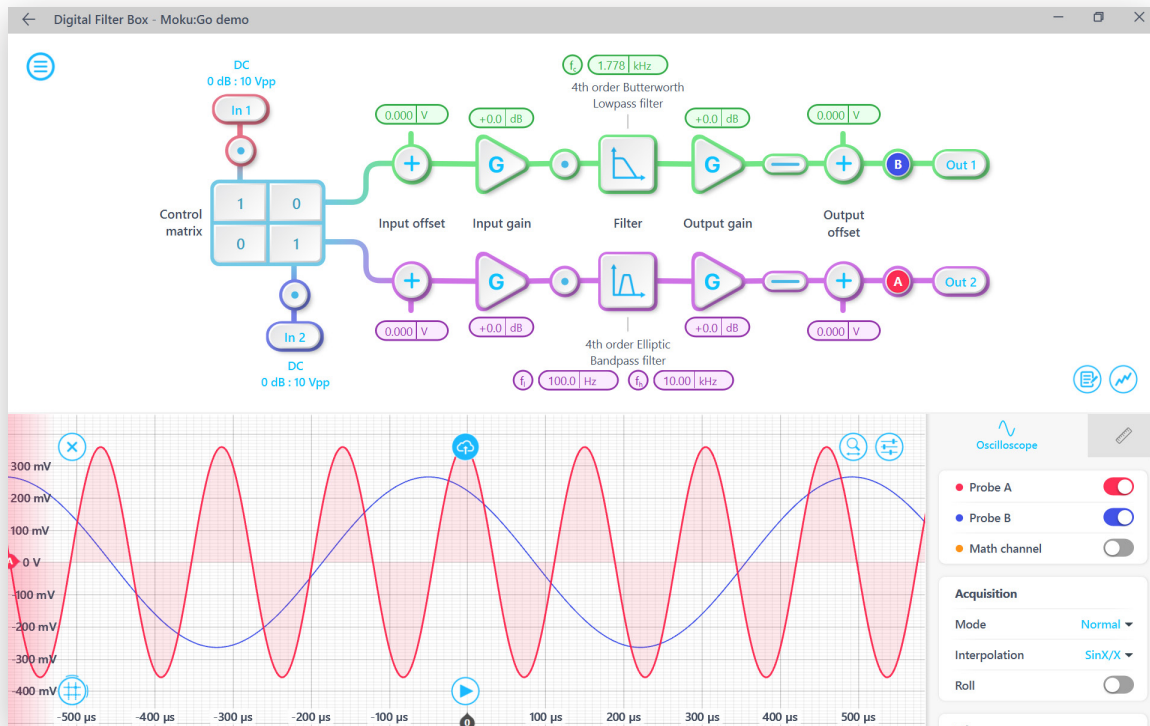 Digital Filter Box - Moku:Go demo
DC
0 dB : 10 Vpp
In 1
Control
matrix
1 0
0 1
In 2
DC
0 dB : 10 Vpp
0.000 V
+0.0 dB
fc 1.778 kHz
4th order Butterworth
Lowpass filter
+0.0 dB
0.000 V
+ G G + B Out 1
Input offset Input gain Filter Output gain Output
offset
+ G G + A Out 2
0.000 V
+0.0 dB
4th order Elliptic
Bandpass filter
+0.0 dB
0.000 V
fl 100.0 Hz fh 10.00 kHz
300 mV
200 mV
100 mV
A 0 V
-100 mV
-200 mV
-300 mV
-400 mV
-500 µs -400 µs -300 µs -200 µs -100 µs 0 100 µs 200 µs 300 µs 400 µs 500 µs
Oscilloscope
Probe A
Probe B
Math channel
Acquisition
Mode Normal
Interpolation SinX/X
Roll